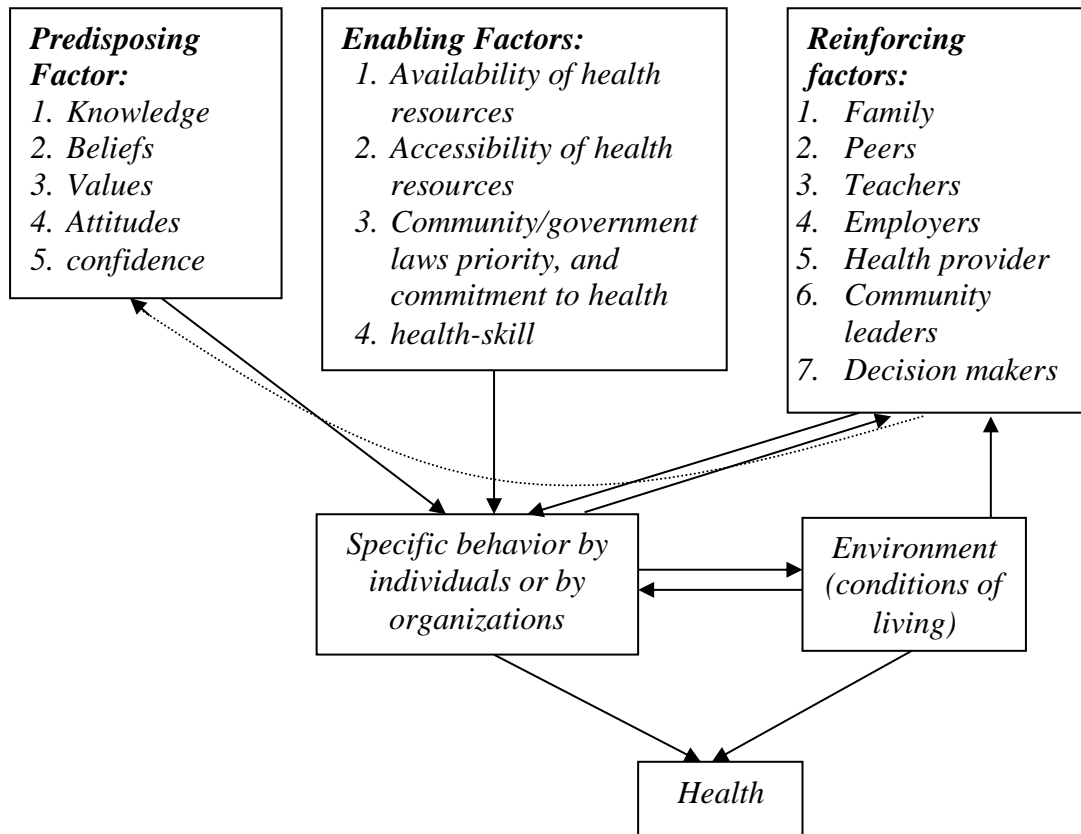 Predisposing
Factor:
1. Knowledge
2. Beliefs
3. Values
4. Attitudes
5. confidence
Enabling Factors:
1. Availability of health
resources
2. Accessibility of health
resources
3. Community/government
laws priority, and
commitment to health
4. health-skill
Reinforcing
factors:
1. Family
2. Peers
3. Teachers
4. Employers
5. Health provider
6. Community
leaders
7. Decision makers
Specific behavior by
individuals or by
organizations
Environment
(conditions of
living)
Health